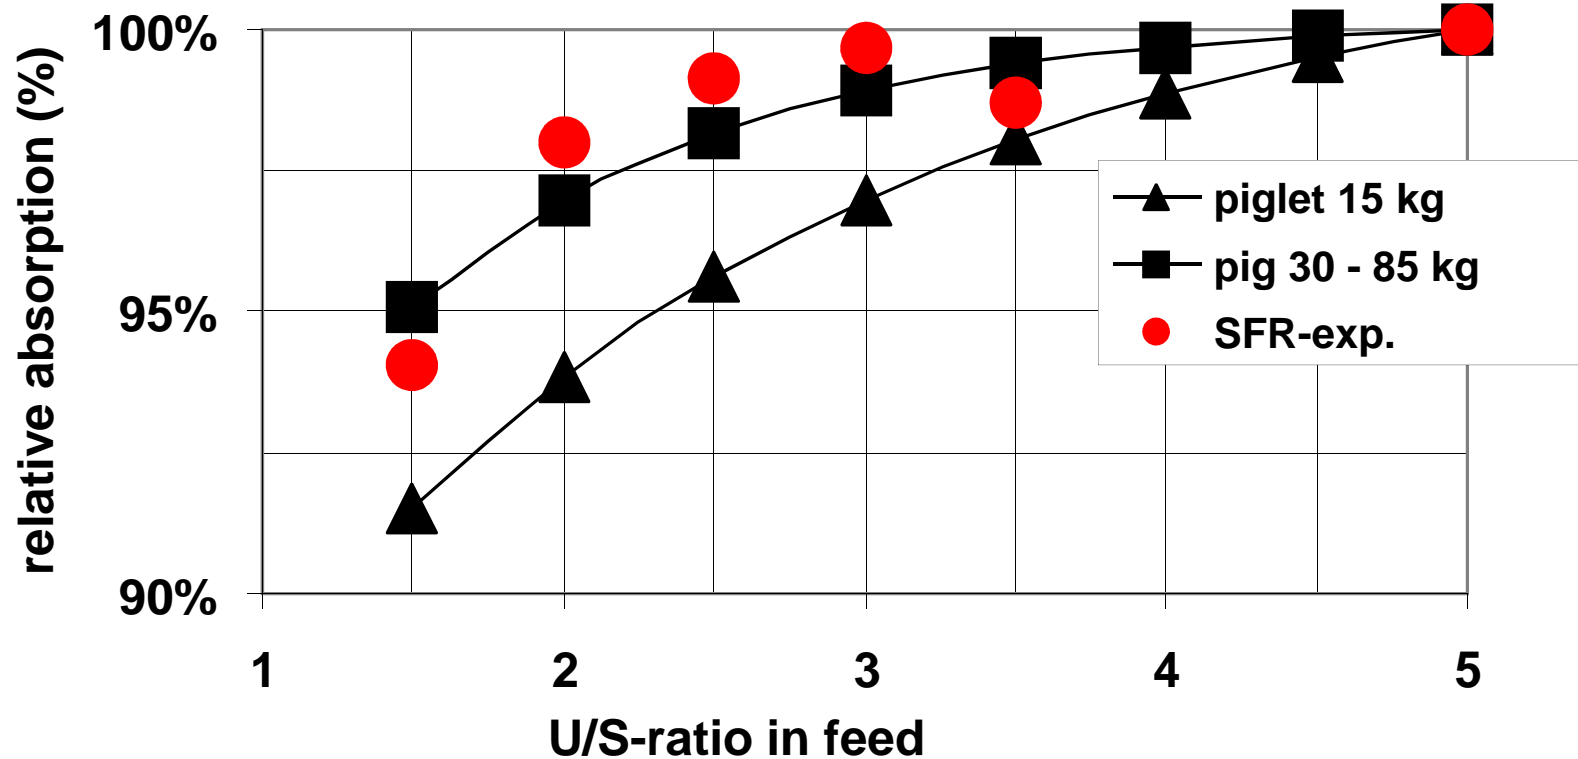 relative absorption (%)
100%
95%
90%
piglet 15 kg
pig 30 - 85 kg
SFR-exp.
1 2 3 4 5
U/S-ratio in feed